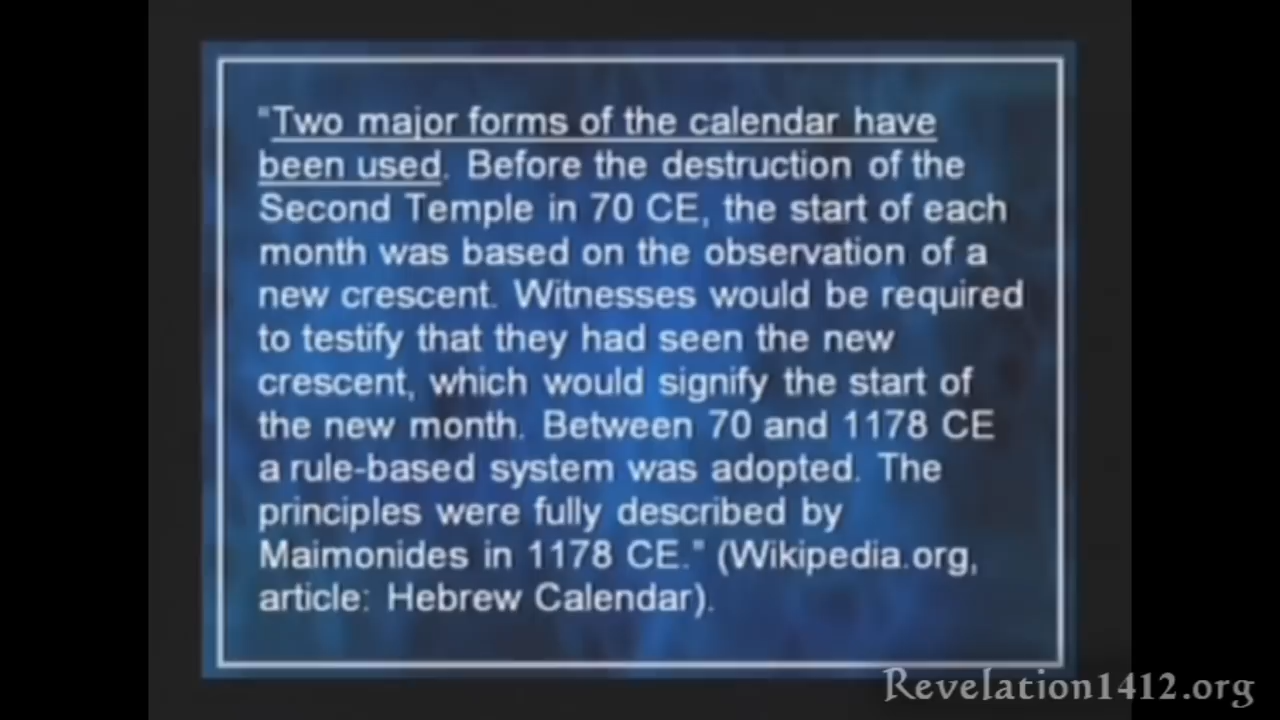 "Two major forms of the calendar have
been used. Before the destruction of the
Second Temple in 70 CE, the start of each
month was based on the observation of a
new crescent. Witnesses would be required
to testify that they had seen the new
crescent, which would signify the start of
the new month. Between 70 and 1178 CE
a rule-based system was adopted. The
principles were fully described by
Maimonides in 1178 CE." (Wikipedia.org,
article: Hebrew Calendar).
Revelation1412.org